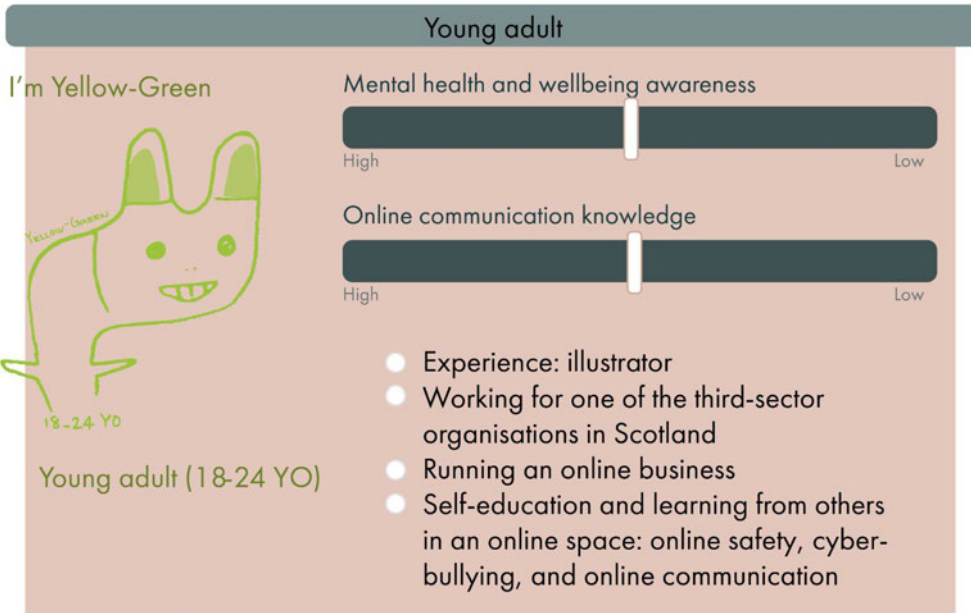 Young adult
I'm Yellow-Green
Mental health and wellbeing awareness
High Low
Online communication knowledge
High Low
YELLOW-GREEN
18-24 YO
Young adult (18-24 YO)
Experience: illustrator
Working for one of the third-sector
organisations in Scotland
Running an online business
Self-education and learning from others
in an online space: online safety, cyber-
bullying, and online communication